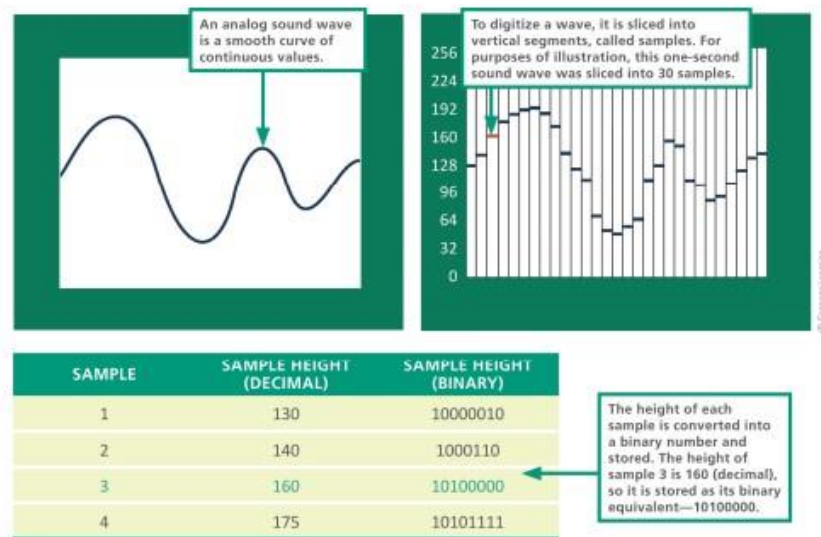 An analog sound wave
is a smooth curve of
continuous values.
To digitize a wave, it is sliced into
vertical segments, called samples. For
purposes of illustration, this one-second
sound wave was sliced into 30 samples.
256
224
192
160
128
96
64
32
0
SAMPLE
SAMPLE HEIGHT
(DECIMAL)
SAMPLE HEIGHT
(BINARY)
1 130 10000010
2 140 1000110
3 160 10100000
4 175 10101111
The height of each
sample is converted into
a binary number and
stored. The height of
sample 3 is 160 (decimal),
so it is stored as its binary
equivalent—10100000.